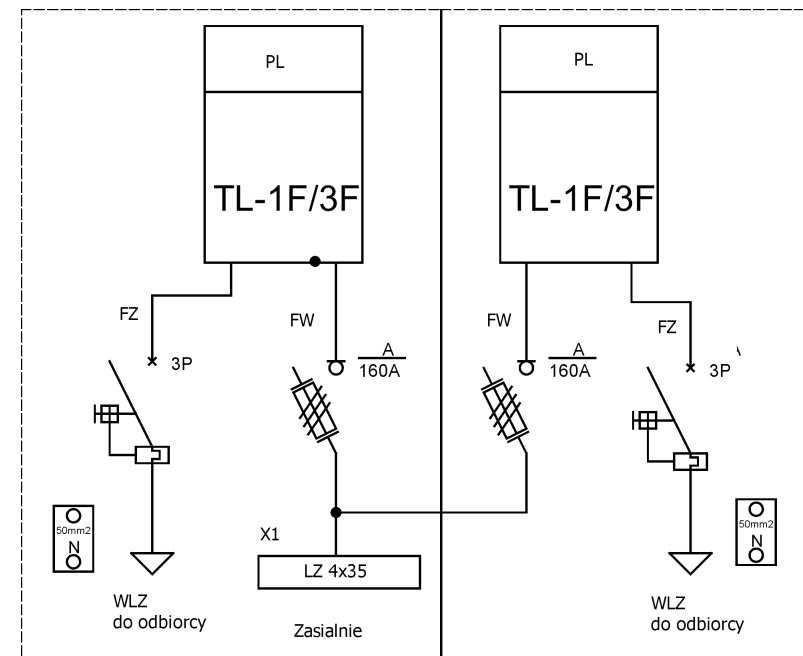 PL
PL
TL-1F/3F
TL-1F/3F
FZ
FW
FW
FZ
3P
A
160A
A
160A
3P
50mm2
N
X1
LZ 4x35
50mm2
N
WLZ
do odbiorcy
Zasialnie
WLZ
do odbiorcy